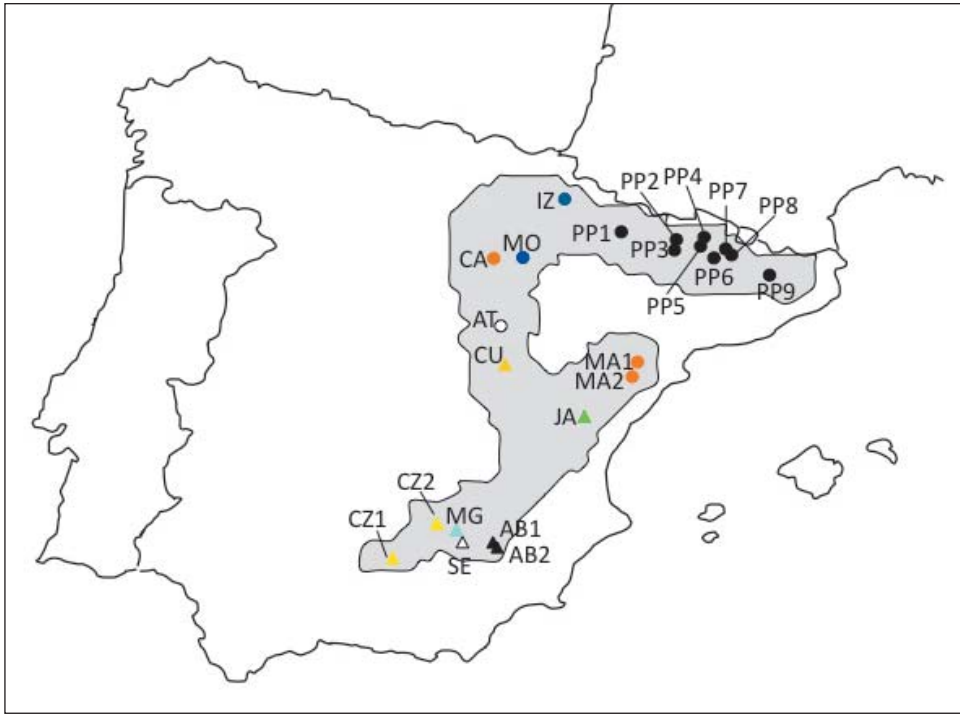 PP2
PP4
PP7
PP8
IZ
PP1
PP3
MO
CA
PP6
PP5
PP9
AT
CU
MA1
MA2
JA
CZ2
MG
CZ1
AB1
AB2
SE